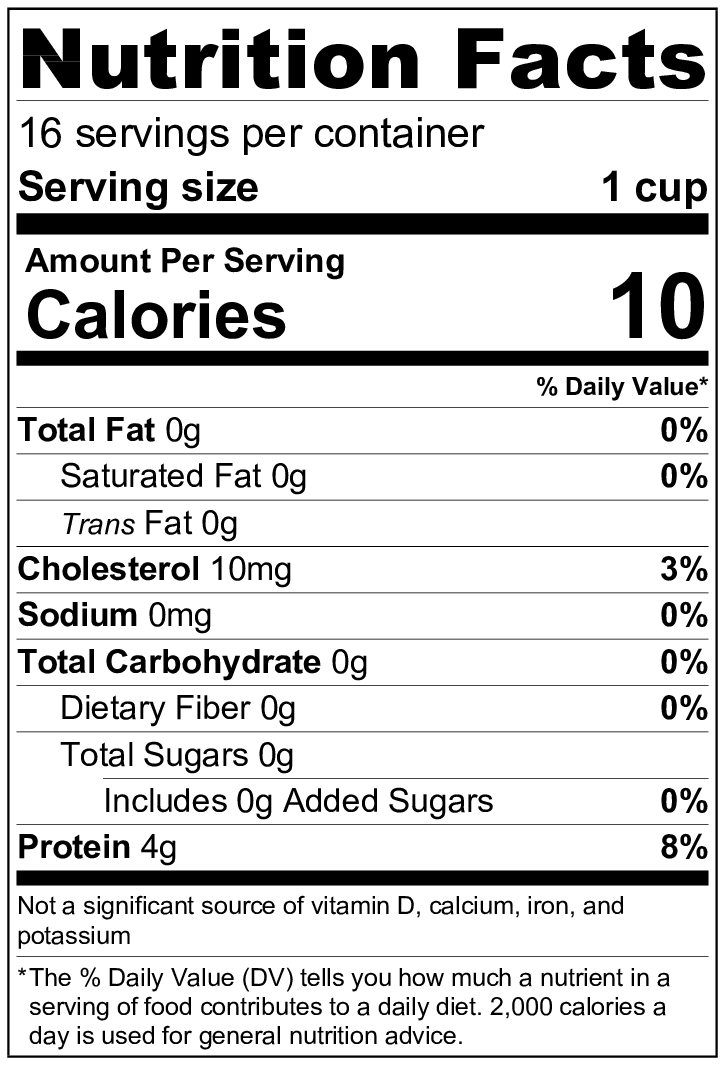 Nutrition Facts
16 servings per container
Serving size 1 cup
Amount Per Serving
Calories 10
% Daily Value*
Total Fat 0g 0%
Saturated Fat 0g 0%
Trans Fat 0g
Cholesterol 10mg 3%
Sodium 0mg 0%
Total Carbohydrate 0g 0%
Dietary Fiber 0g 0%
Total Sugars 0g
Includes 0g Added Sugars 0%
Protein 4g 8%
Not a significant source of vitamin D, calcium, iron, and
potassium
*The % Daily Value (DV) tells you how much a nutrient in a
serving of food contributes to a daily diet. 2,000 calories a
day is used for general nutrition advice.